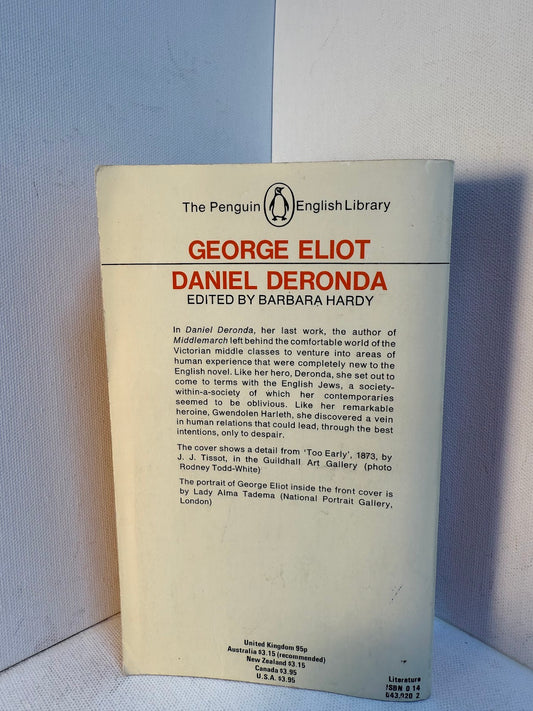 The Penguin English Library
GEORGE ELIOT
DANIEL DERONDA
EDITED BY BARBARA HARDY
In Daniel Deronda, her last work, the author of
Middlemarch left behind the comfortable world of the
Victorian middle classes to venture into areas of
human experience that were completely new to the
English novel. Like her hero, Deronda, she set out to
come to terms with the English Jews, a society-
within-a-society of which her contemporaries
seemed to be oblivious. Like her remarkable
heroine, Gwendolen Harleth, she discovered a vein
in human relations that could lead, through the best
intentions, only to despair.
The cover shows a detail from ‘Too Early’, 1873, by
J. J. Tissot, in the Guildhall Art Gallery (photo
Rodney Todd-White)
The portrait of George Eliot inside the front cover is
by Lady Alma Tadema (National Portrait Gallery,
London)
United Kingdom 95p
Australia $3.15 (recommended)
New Zealand $3.15
Canada $3.95
U.S.A. $3.95
Literature
ISBN 0 14
043.020 2